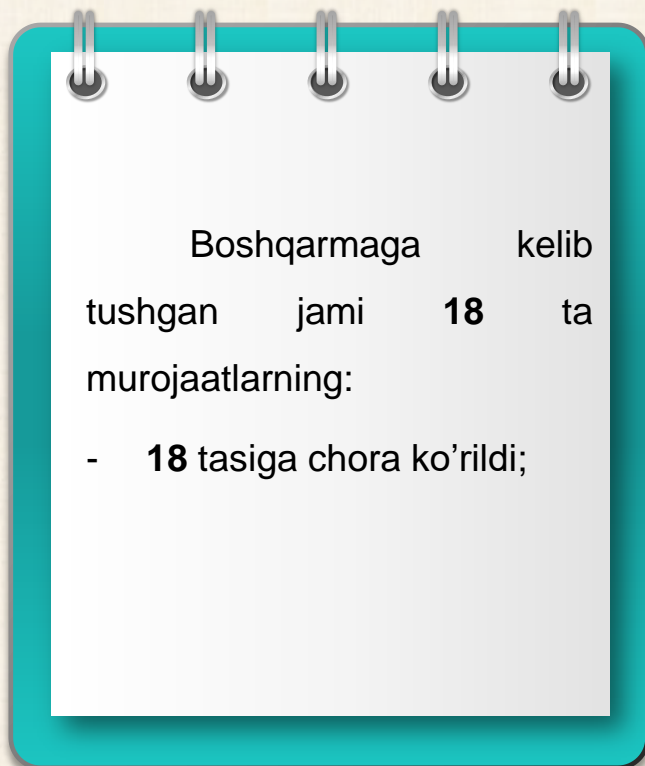 Boshqarmaga kelib
tushgan jami 18 ta
murojaatlarning:
- 18 tasiga chora ko’rildi;